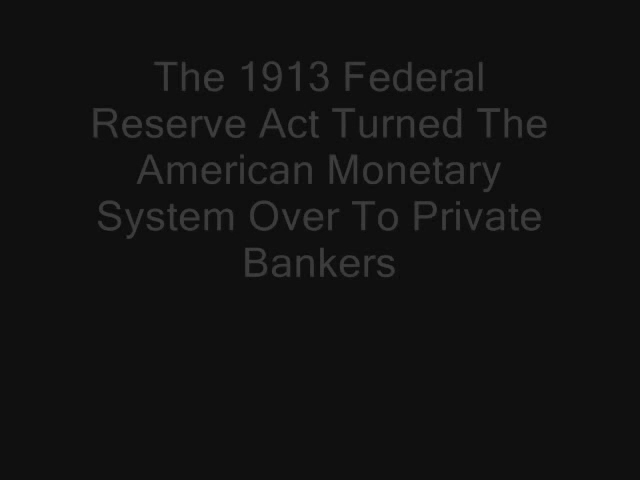 The 1913 Federal
Reserve Act Turned The
American Monetary
System Over To Private
Bankers